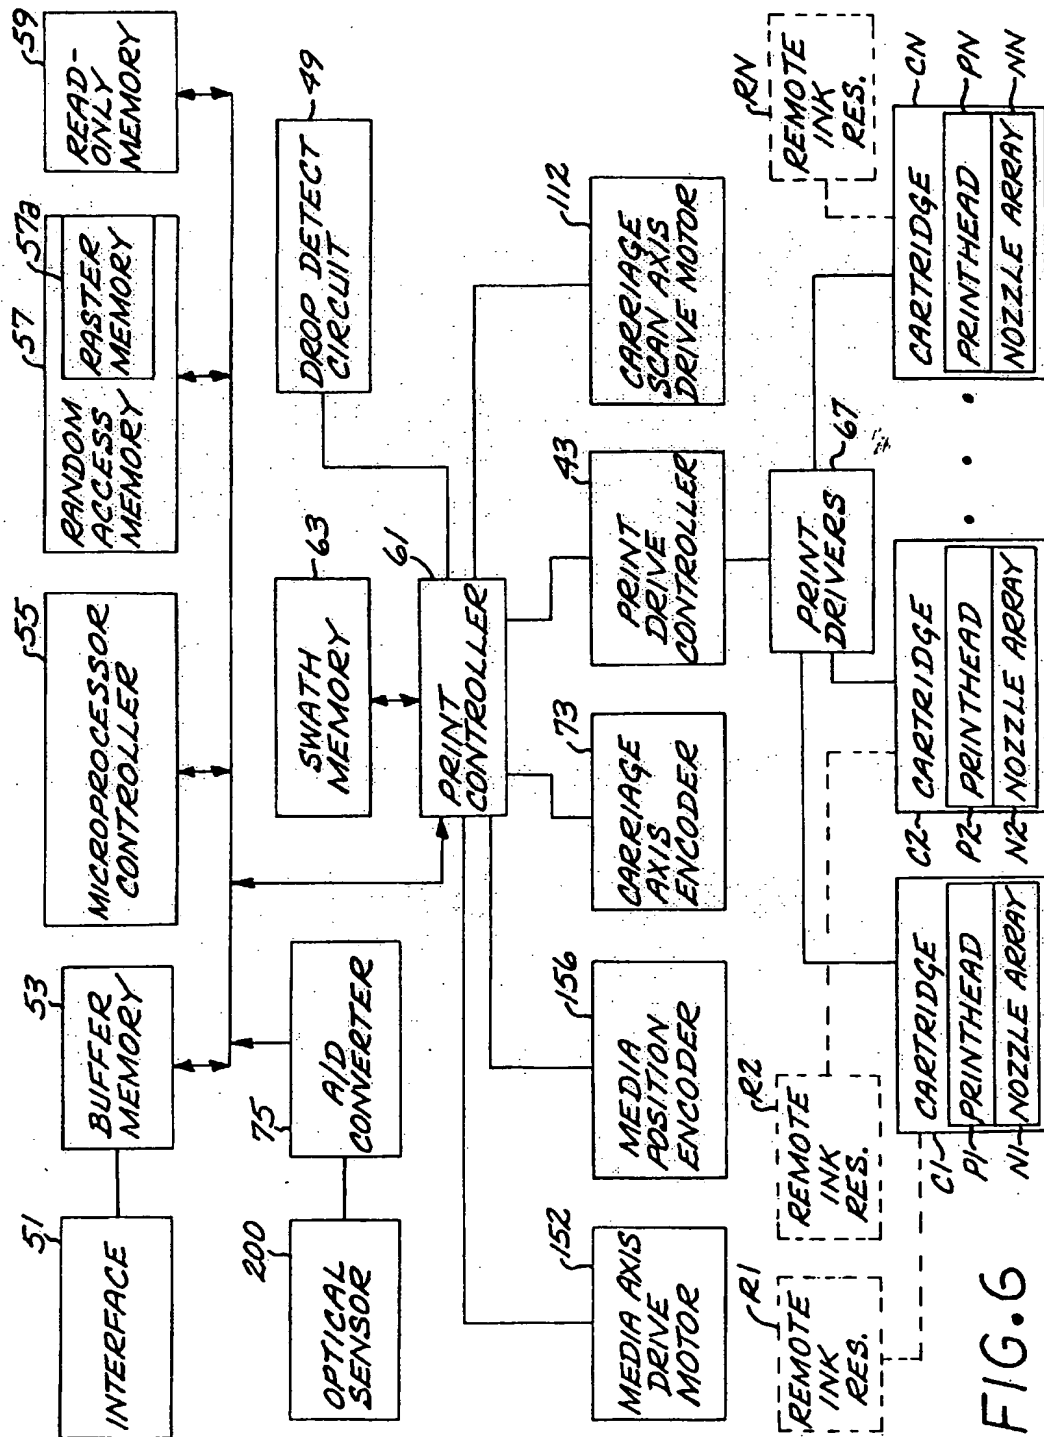 51
INTERFACE
53
BUFFER
MEMORY
55
MICROPROCESSOR
CONTROLLER
57
RANDOM
ACCESS
MEMORY
57a
RASTER
MEMORY
59
READ-
ONLY
MEMORY
200
OPTICAL
SENSOR
75
A/D
CONVERTER
63
SWATH
MEMORY
61
PRINT
CONTROLLER
49
DROP DETECT
CIRCUIT
152
MEDIA AXIS
DRIVE
MOTOR
156
MEDIA
POSITION
ENCODER
73
CARRIAGE
AXIS
ENCODER
43
PRINT
DRIVE
CONTROLLER
112
CARRIAGE
SCAN AXIS
DRIVE MOTOR
R1
REMOTE
INK
RES.
R2
REMOTE
INK
RES.
67
PRINT
DRIVERS
RN
REMOTE
INK
RES.
C1
CARTRIDGE
P1
PRINTHEAD
N1
NOZZLE ARRAY
C2
CARTRIDGE
P2
PRINTHEAD
N2
NOZZLE ARRAY
• • •
CARTRIDGE
CN
PRINTHEAD
PN
NOZZLE ARRAY
NN
FIG.6